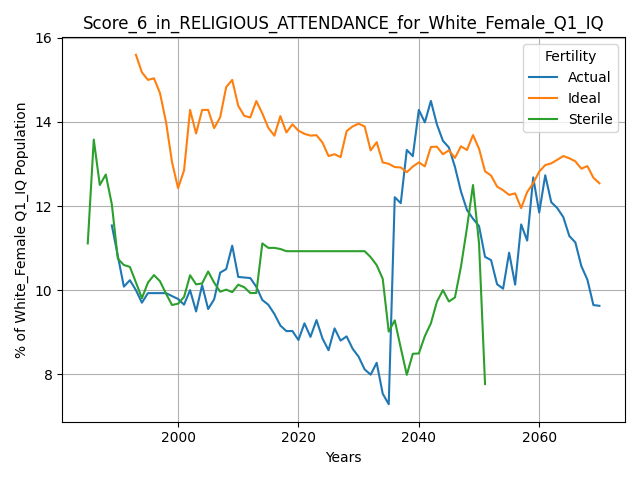 Score_6_in_RELIGIOUS_ATTENDANCE_for_White_Female_Q1_IQ
Fertility
Actual
Ideal
Sterile
% of White_Female Q1_IQ Population
16
14
12
10
8
2000
2020
2040
2060
Years